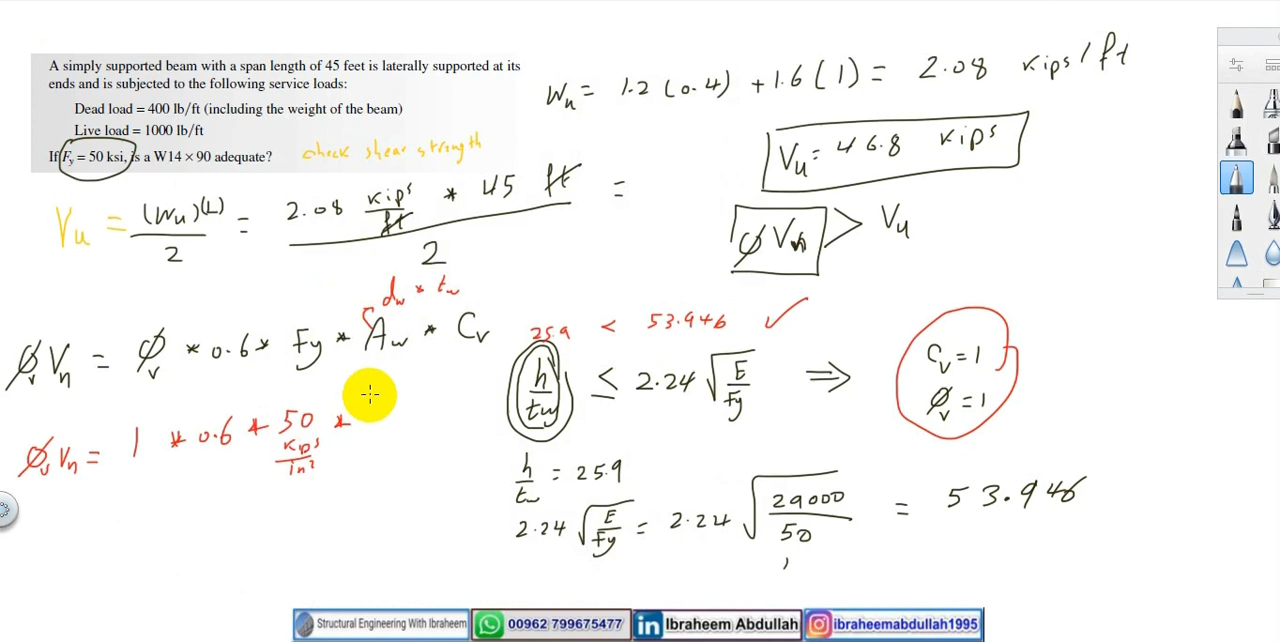 A simply supported beam with a span length of 45 feet is laterally supported at its
ends and is subjected to the following service loads:
Dead load = 400 lb/ft (including the weight of the beam)
Live load = 1000 lb/ft
If Fy = 50 ksi, is a W14 × 90 adequate?
check shear strength
Wu = 1.2 (0.4) + 1.6 (1) = 2.08 kips/ft
Vu = 46.8 kips
Vu = (Wu)(L)/2 = 2.08 kips/ft * 45 ft / 2 =
φVn > Vu
dw * tw
φv Vn = φv * 0.6 * Fy * Aw * Cv
25.9 < 53.946 ✓
h/tw ≤ 2.24 √(E/Fy) ⇒ Cv = 1
φv = 1
φv Vn = 1 * 0.6 * 50 kips/in² *
h/tw = 25.9
2.24 √(E/Fy) = 2.24 √(29000/50) = 53.946
Structural Engineering With Ibraheem
00962 799675477
in Ibraheem Abdullah
ibraheemabdullah1995